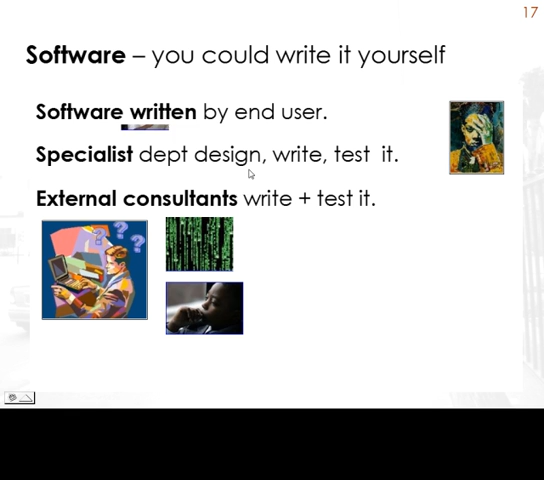 17
Software – you could write it yourself
Software written by end user.
Specialist dept design, write, test it.
External consultants write + test it.
? ? ?